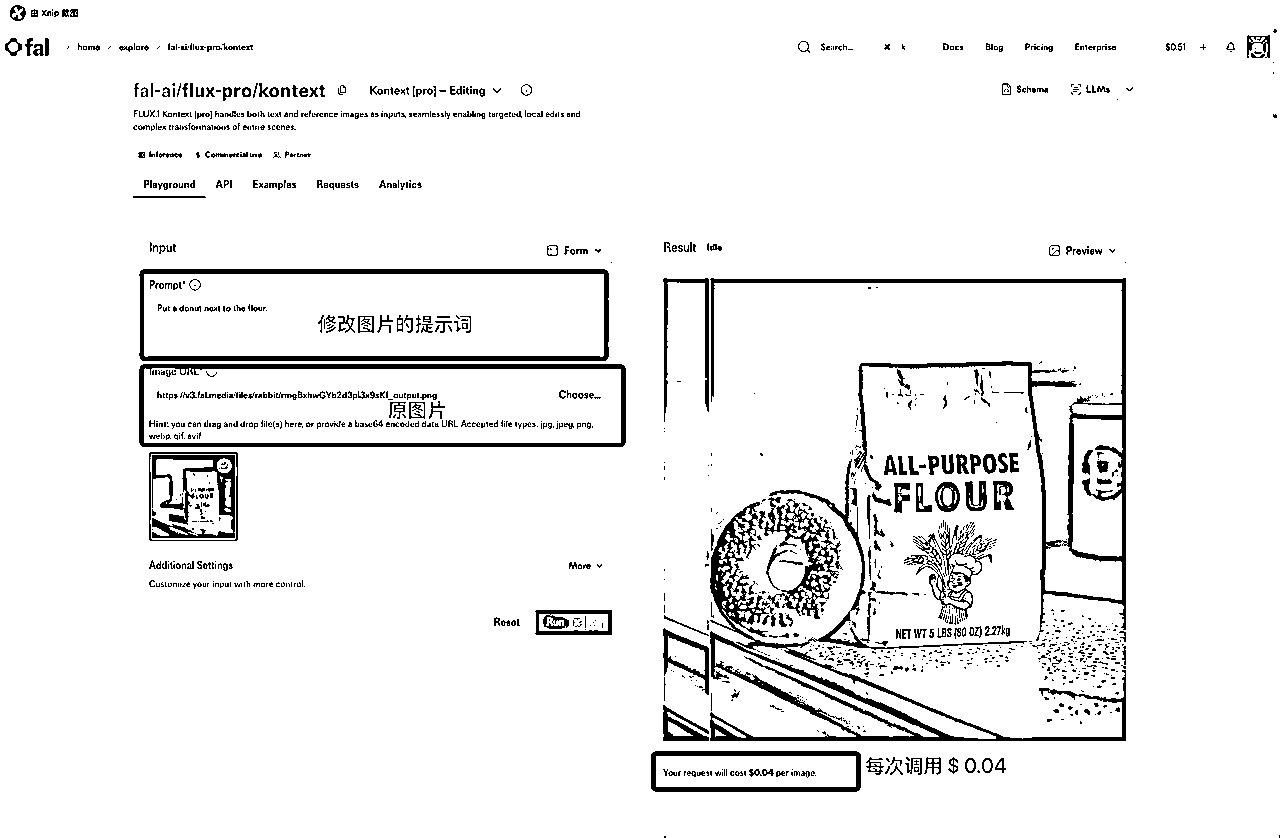 由 Xnip 截图
fal / home / explore / fal-ai/flux-pro/kontext
Search... ⌘ k
Docs Blog Pricing Enterprise
$0.51 +
fal-ai/flux-pro/kontext
Kontext [pro] – Editing
Schema LLMs
FLUX.1 Kontext [pro] handles both text and reference images as inputs, seamlessly enabling targeted, local edits and
complex transformations of entire scenes.
Inference Commercial use Partner
Playground API Examples Requests Analytics
Input
Form
Prompt*
Put a donut next to the flour.
修改图片的提示词
Image URL*
https://v3.fal.media/files/rabbit/rmgBxhwGYb2d3pl3x9sKf_output.png
Choose...
原图片
Hint: you can drag and drop file(s) here, or provide a base64 encoded data URL Accepted file types: jpg, jpeg, png,
webp, gif, avif
Additional Settings
More
Customize your input with more control.
Reset
Run
Result Idle
Preview
ALL-PURPOSE
FLOUR
NET WT 5 LBS (80 OZ) 2.27kg
Your request will cost $0.04 per image.
每次调用 $ 0.04